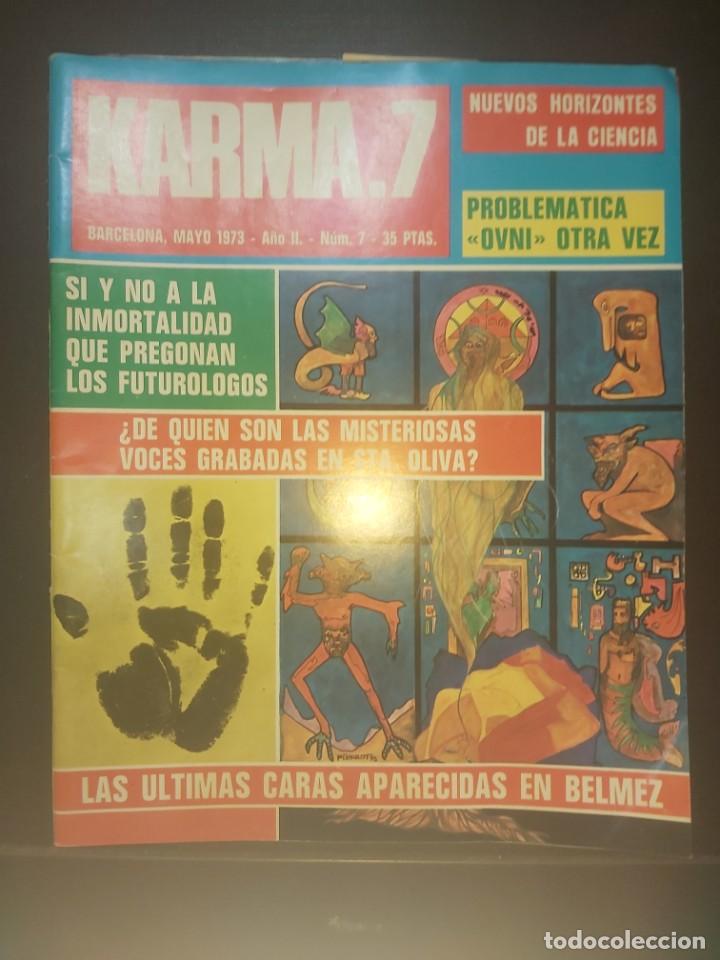 KARMA.7
BARCELONA, MAYO 1973 - Año II. - Núm. 7 - 35 PTAS.
NUEVOS HORIZONTES
DE LA CIENCIA
PROBLEMATICA
«OVNI» OTRA VEZ
SI Y NO A LA
INMORTALIDAD
QUE PREGONAN
LOS FUTUROLOGOS
¿DE QUIEN SON LAS MISTERIOSAS
VOCES GRABADAS EN STA. OLIVA?
LAS ULTIMAS CARAS APARECIDAS EN BELMEZ
todocoleccion.net